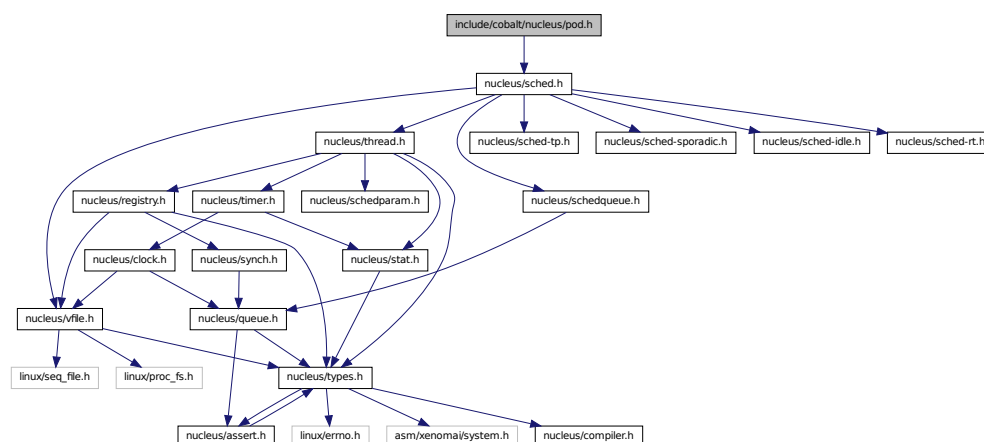 include/cobalt/nucleus/pod.h
nucleus/sched.h
nucleus/thread.h
nucleus/sched-tp.h
nucleus/sched-sporadic.h
nucleus/sched-idle.h
nucleus/sched-rt.h
nucleus/registry.h
nucleus/timer.h
nucleus/schedparam.h
nucleus/schedqueue.h
nucleus/clock.h
nucleus/synch.h
nucleus/stat.h
nucleus/vfile.h
nucleus/queue.h
linux/seq_file.h
linux/proc_fs.h
nucleus/types.h
nucleus/assert.h
linux/errno.h
asm/xenomai/system.h
nucleus/compiler.h